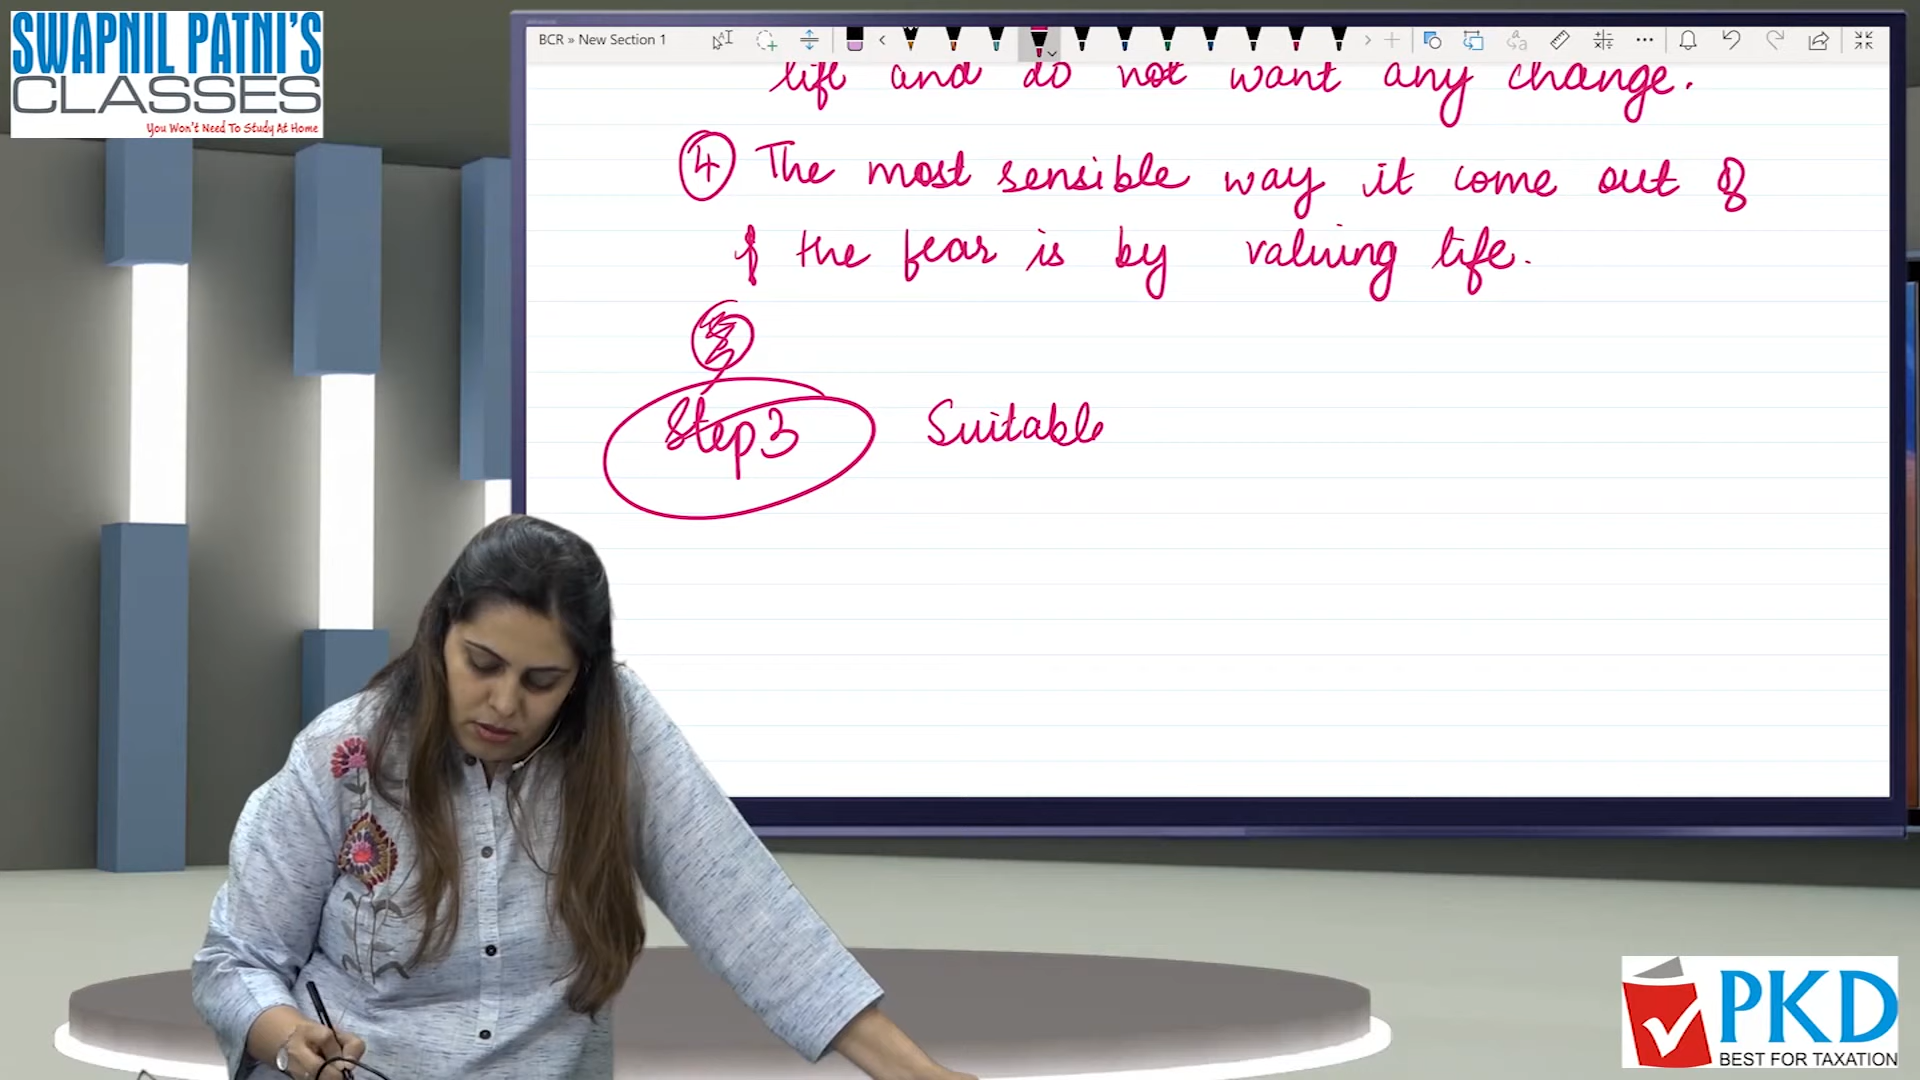 SWAPNIL PATNI'S
CLASSES
You Won't Need To Study At Home
BCR » New Section 1
life and do not want any change.
④ The most sensible way it come out of
the fear is by valuing life.
Step 3 Suitable
PKD
BEST FOR TAXATION